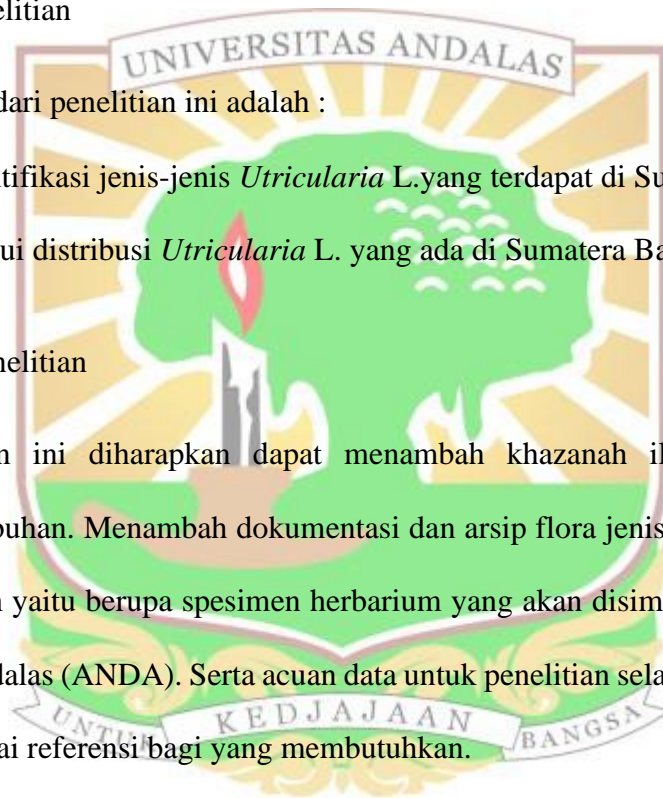 elitian
UNIVERSITAS ANDALAS
dari penelitian ini adalah :
ntifikasi jenis-jenis Utricularia L.yang terdapat di Su
ui distribusi Utricularia L. yang ada di Sumatera Ba
nelitian
n ini diharapkan dapat menambah khazanah il
buhan. Menambah dokumentasi dan arsip flora jenis
n yaitu berupa spesimen herbarium yang akan disim
dalas (ANDA). Serta acuan data untuk penelitian sela
UNTUK KEDJAJAAN BANGSA
ai referensi bagi yang membutuhkan.